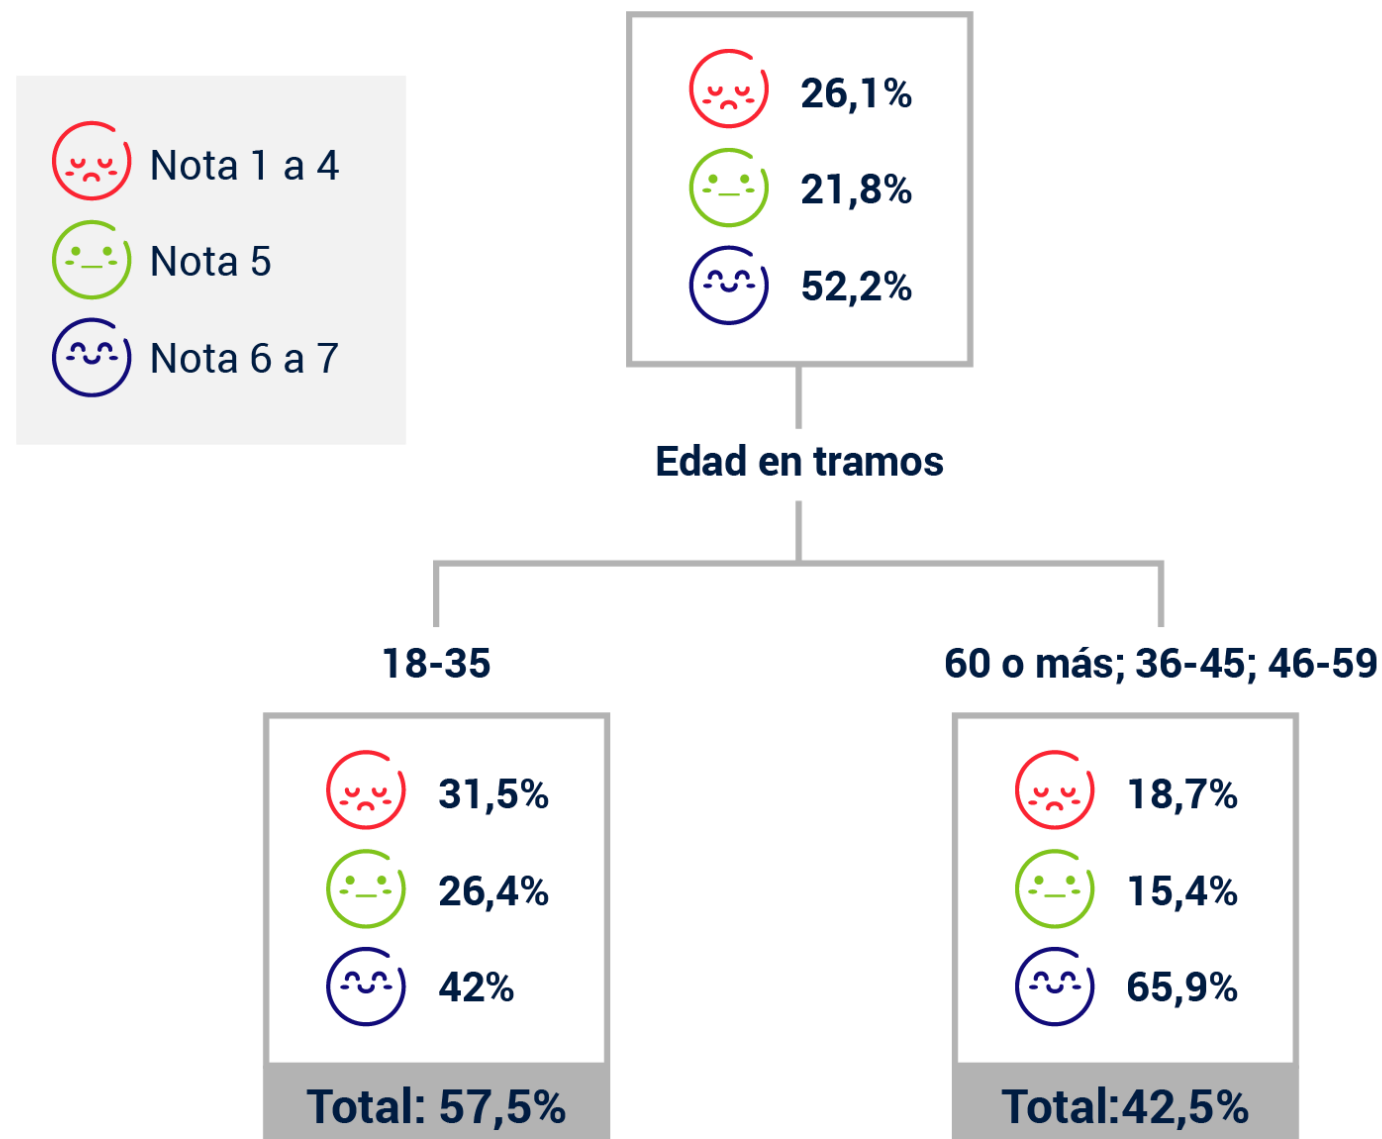 26,1%
21,8%
52,2%
Nota 1 a 4
Nota 5
Nota 6 a 7
Edad en tramos
18-35
31,5%
26,4%
42%
Total: 57,5%
60 o más; 36-45; 46-59
18,7%
15,4%
65,9%
Total:42,5%